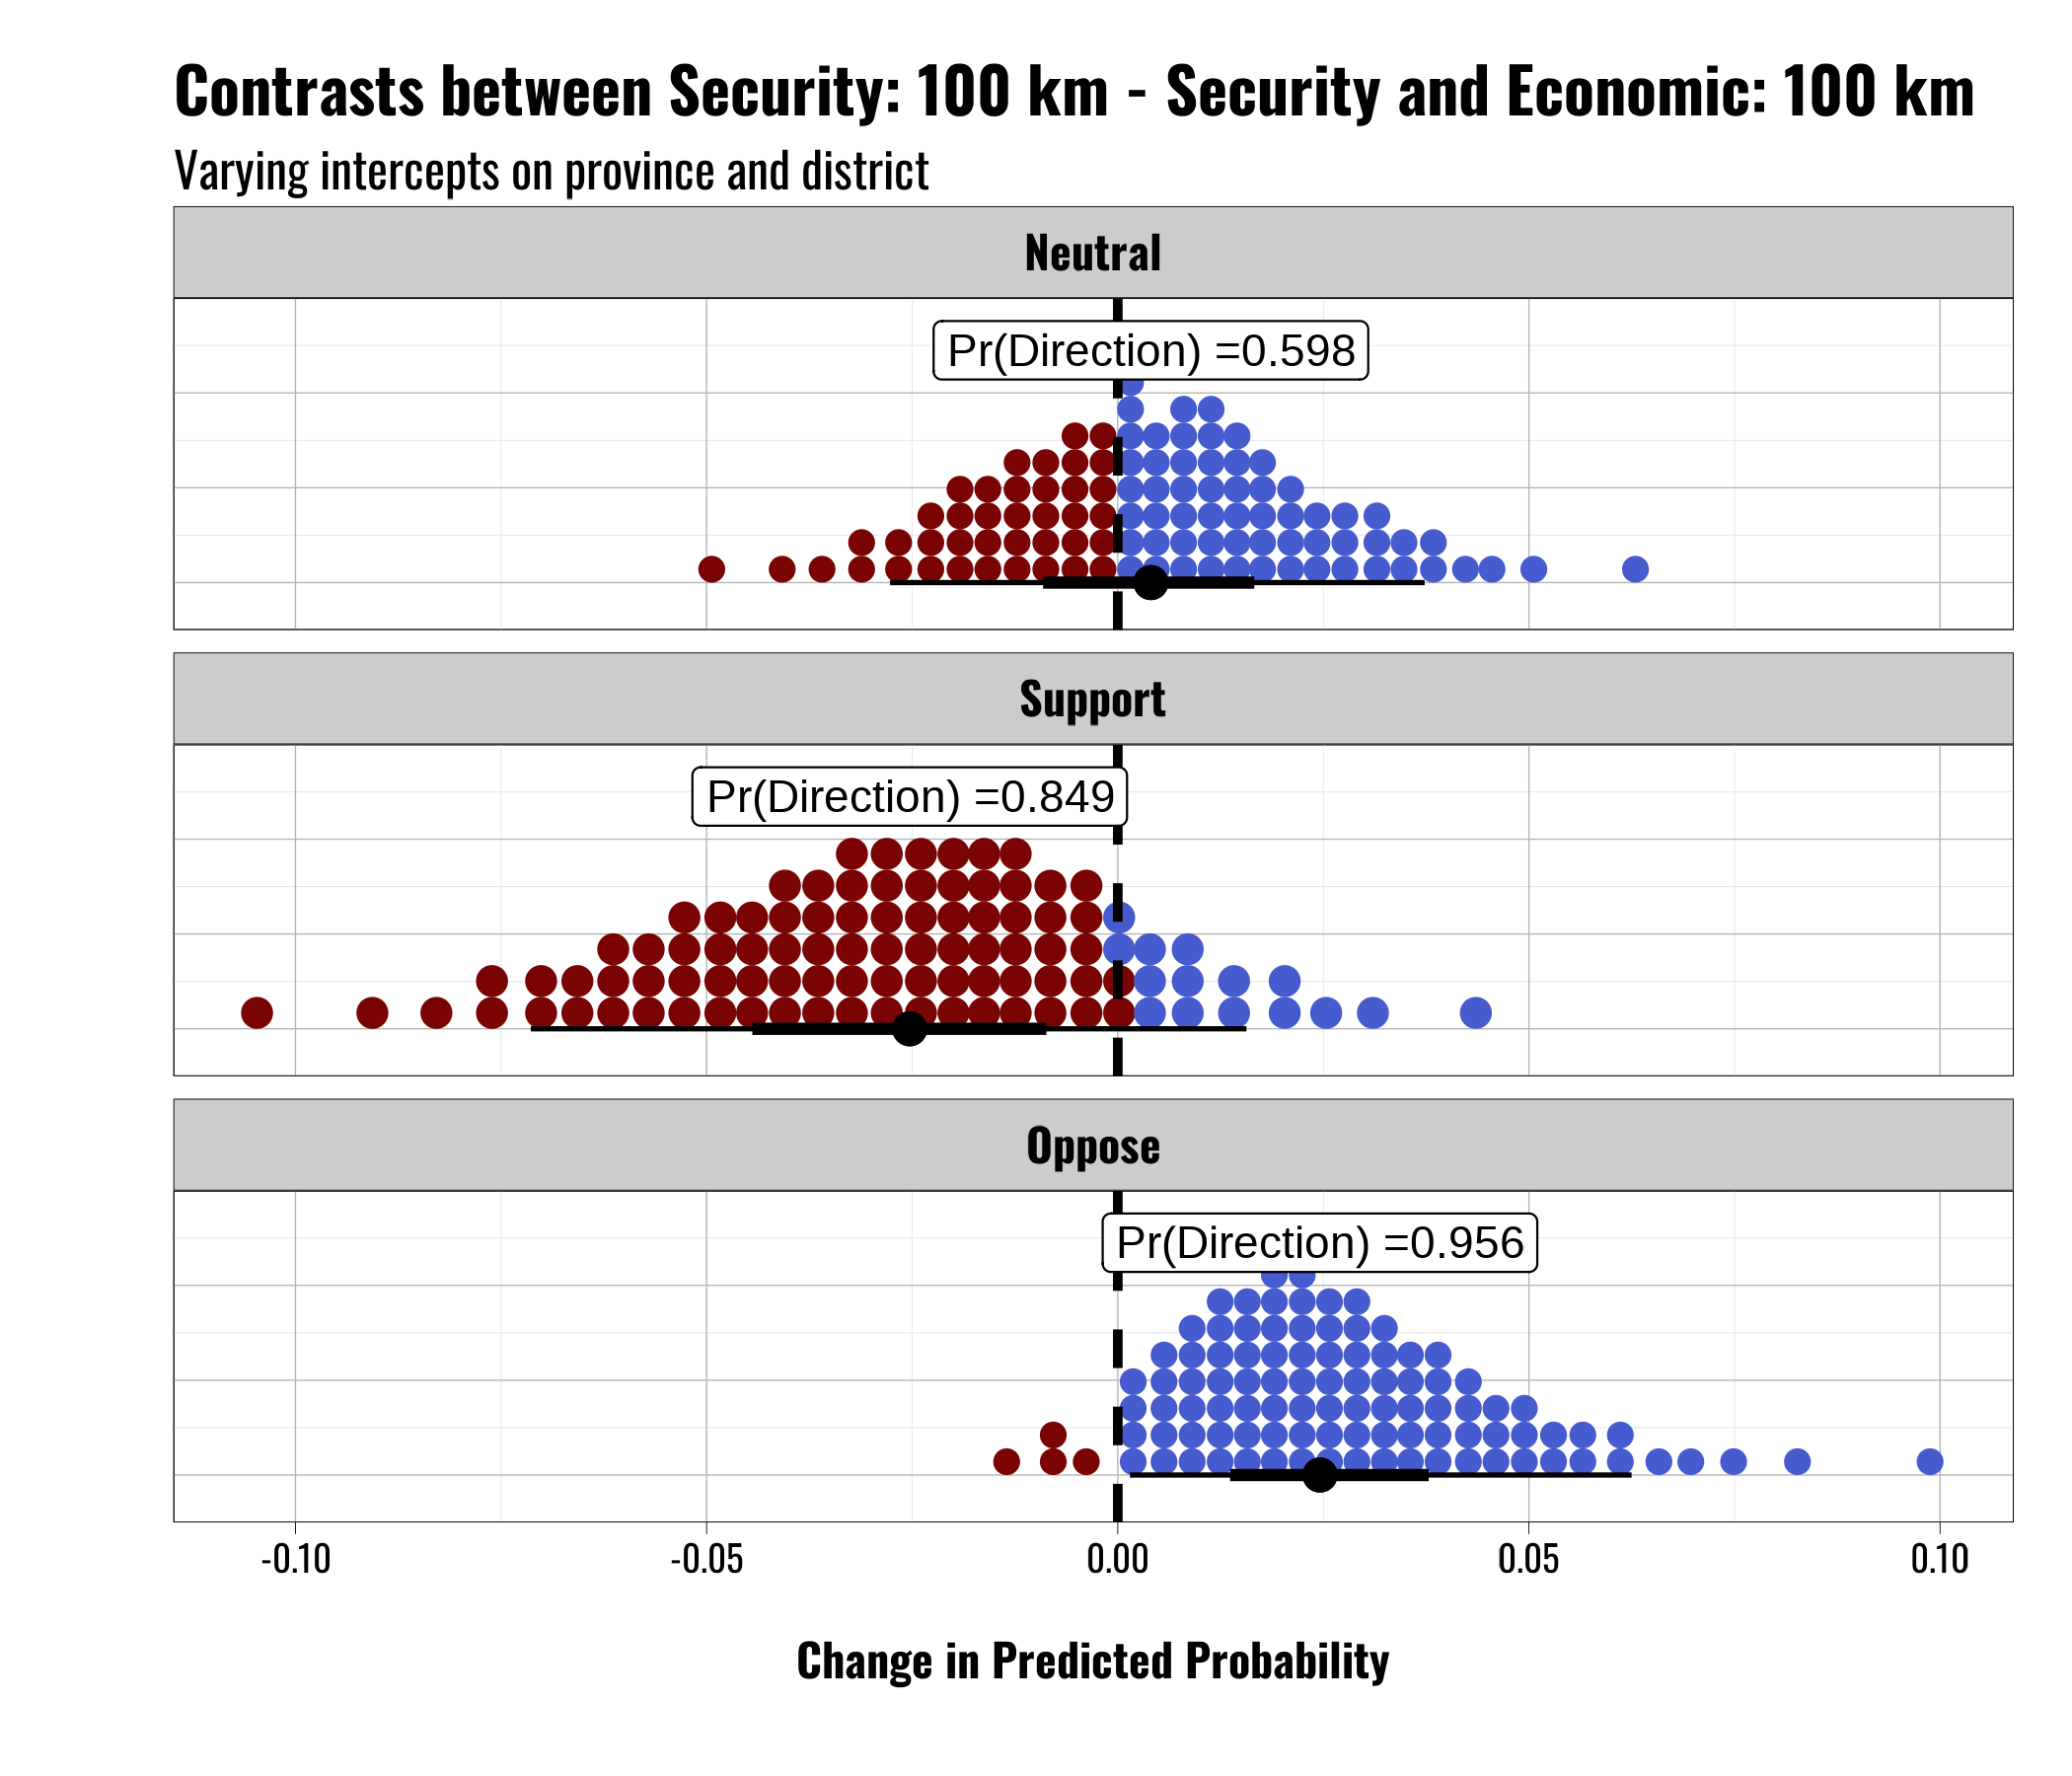 Contrasts between Security: 100 km - Security and Economic: 100 km
Varying intercepts on province and district
Neutral
Pr(Direction) =0.598
Support
Pr(Direction) =0.849
Oppose
Pr(Direction) =0.956
-0.10 -0.05 0.00 0.05 0.10
Change in Predicted Probability